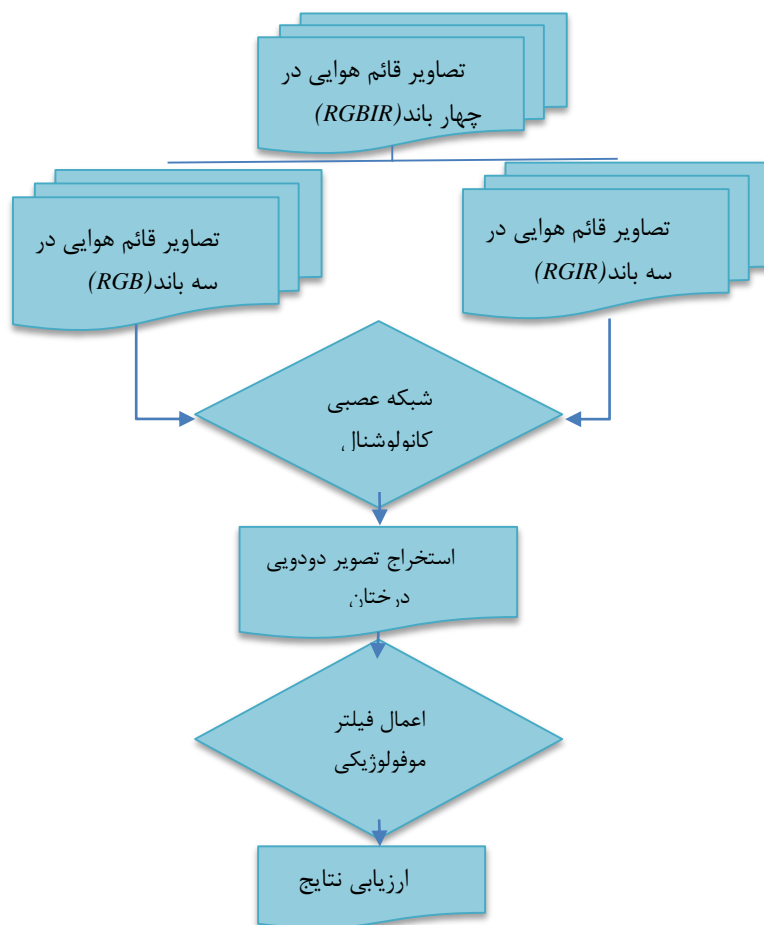 تصاویر قائم هوایی در
چهار باند(RGBIR)
تصاویر قائم هوایی در
سه باند(RGIR)
تصاویر قائم هوایی در
سه باند(RGB)
شبکه عصبی
کانولوشنال
استخراج تصویر دودویی
درختان
اعمال فیلتر
موفولوژیکی
ارزیابی نتایج